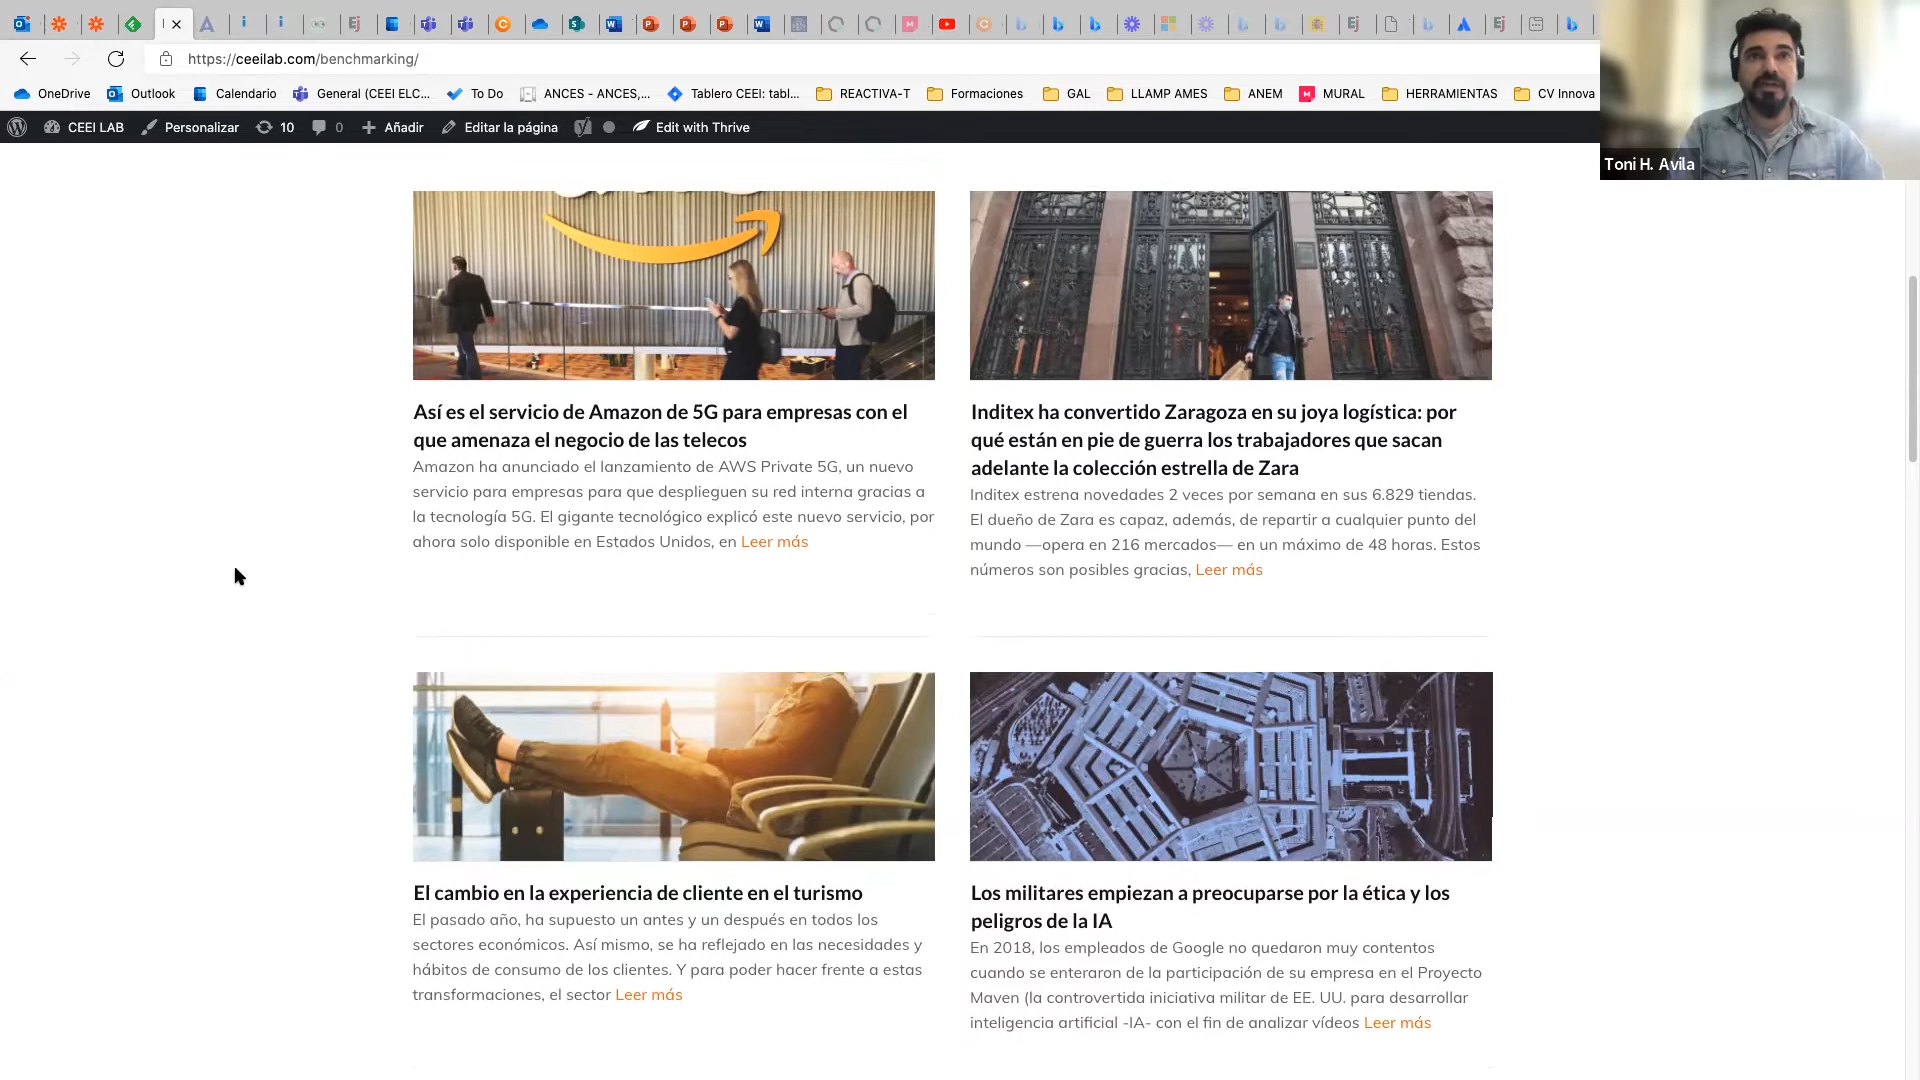 https://ceeilab.com/benchmarking/
OneDrive Outlook Calendario General (CEEI ELC... To Do ANCES - ANCES,... Tablero CEEI: tabl... REACTIVA-T Formaciones GAL LLAMP AMES ANEM MURAL HERRAMIENTAS CV Innova
CEEI LAB Personalizar 10 0 Añadir Editar la página Edit with Thrive
Toni H. Avila
Así es el servicio de Amazon de 5G para empresas con el
que amenaza el negocio de las telecos
Amazon ha anunciado el lanzamiento de AWS Private 5G, un nuevo
servicio para empresas para que desplieguen su red interna gracias a
la tecnología 5G. El gigante tecnológico explicó este nuevo servicio, por
ahora solo disponible en Estados Unidos, en Leer más
Inditex ha convertido Zaragoza en su joya logística: por
qué están en pie de guerra los trabajadores que sacan
adelante la colección estrella de Zara
Inditex estrena novedades 2 veces por semana en sus 6.829 tiendas.
El dueño de Zara es capaz, además, de repartir a cualquier punto del
mundo —opera en 216 mercados— en un máximo de 48 horas. Estos
números son posibles gracias, Leer más
El cambio en la experiencia de cliente en el turismo
El pasado año, ha supuesto un antes y un después en todos los
sectores económicos. Así mismo, se ha reflejado en las necesidades y
hábitos de consumo de los clientes. Y para poder hacer frente a estas
transformaciones, el sector Leer más
Los militares empiezan a preocuparse por la ética y los
peligros de la IA
En 2018, los empleados de Google no quedaron muy contentos
cuando se enteraron de la participación de su empresa en el Proyecto
Maven (la controvertida iniciativa militar de EE. UU. para desarrollar
inteligencia artificial -IA- con el fin de analizar vídeos Leer más